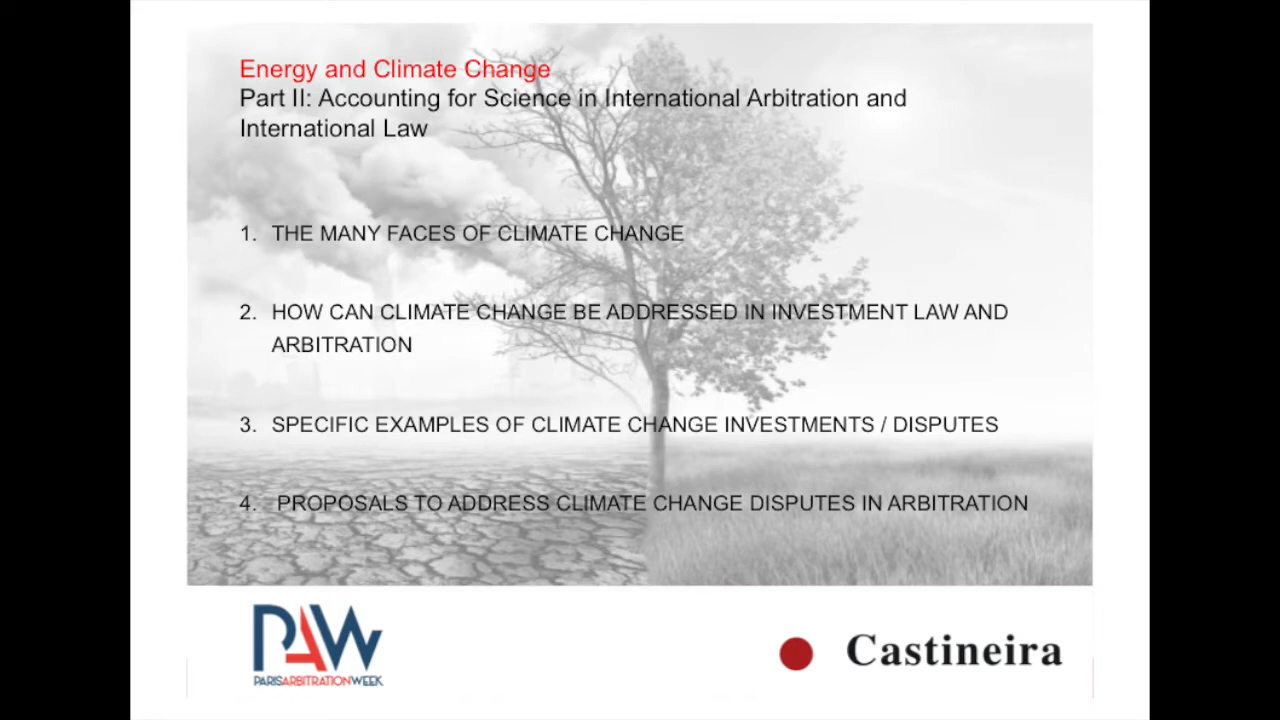 Energy and Climate Change
Part II: Accounting for Science in International Arbitration and
International Law
1. THE MANY FACES OF CLIMATE CHANGE
2. HOW CAN CLIMATE CHANGE BE ADDRESSED IN INVESTMENT LAW AND
ARBITRATION
3. SPECIFIC EXAMPLES OF CLIMATE CHANGE INVESTMENTS / DISPUTES
4. PROPOSALS TO ADDRESS CLIMATE CHANGE DISPUTES IN ARBITRATION
PAW
PARISARBITRATIONWEEK
Castineira